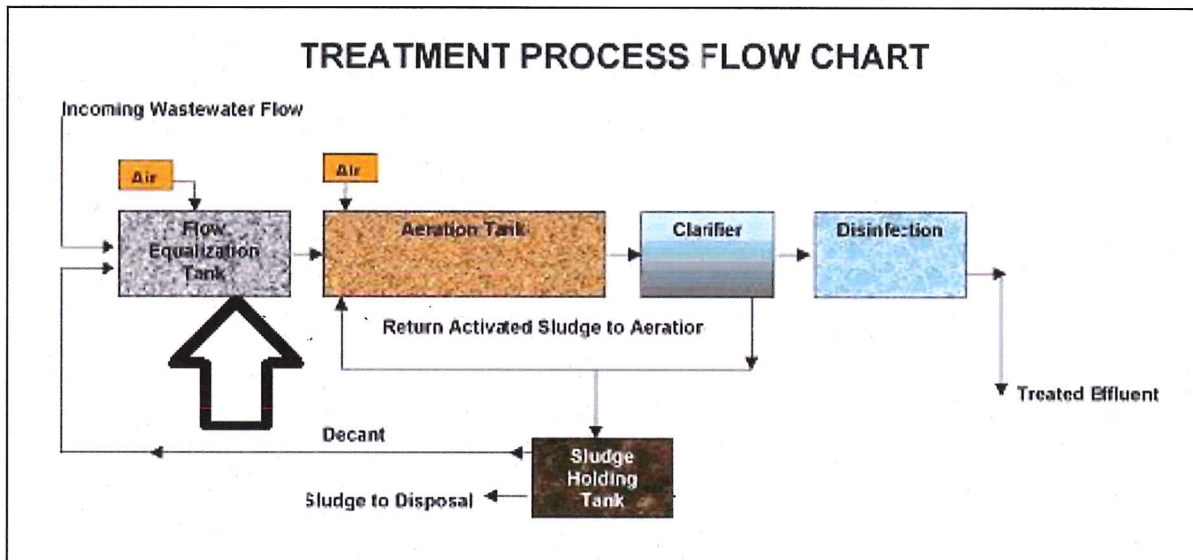 TREATMENT PROCESS FLOW CHART
Incoming Wastewater Flow
Air
Air
Flow
Equalization
Tank
Aeration Tank
Clarifier
Disinfection
Return Activated Sludge to Aeration
Treated Effluent
Decant
Sludge
Holding
Tank
Sludge to Disposal